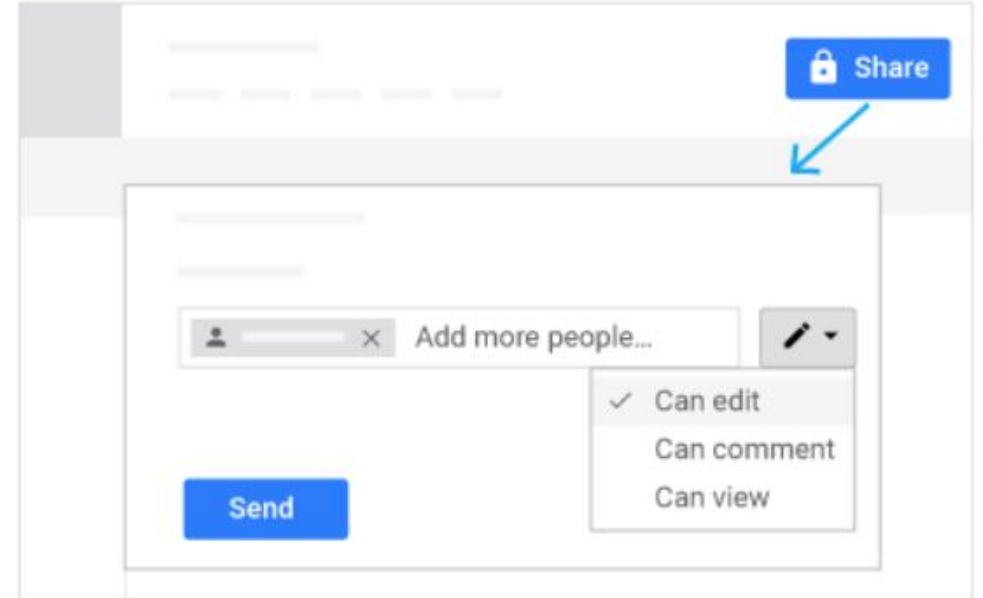 Share
Add more people...
Can edit
Can comment
Can view
Send